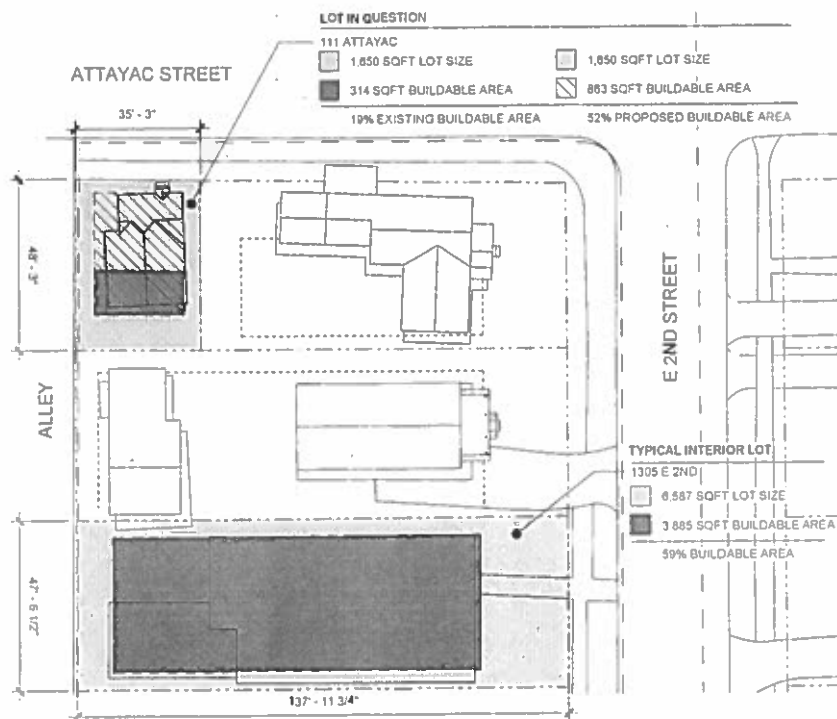 LOT IN QUESTION
111 ATTAYAC
1,650 SQFT LOT SIZE
1,650 SQFT LOT SIZE
314 SQFT BUILDABLE AREA
863 SQFT BUILDABLE AREA
19% EXISTING BUILDABLE AREA
52% PROPOSED BUILDABLE AREA
ATTAYAC STREET
35' - 3"
48' - 3"
ALLEY
E 2ND STREET
TYPICAL INTERIOR LOT
1305 E 2ND
6,587 SQFT LOT SIZE
3,885 SQFT BUILDABLE AREA
59% BUILDABLE AREA
47' - 6 1/2"
137' - 11 3/4"